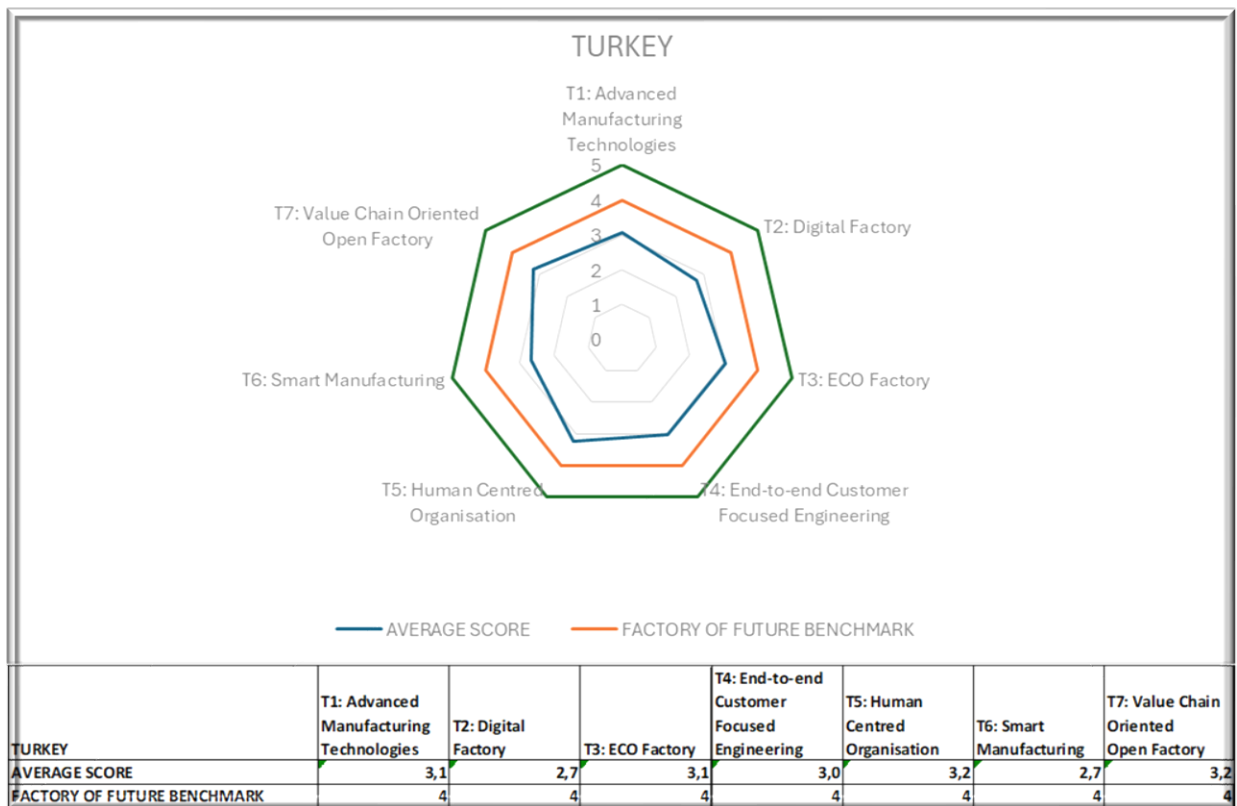 TURKEY
T1: Advanced
Manufacturing
Technologies
5
4
3
2
1
0
T2: Digital Factory
T3: ECO Factory
T4: End-to-end Customer
Focused Engineering
T5: Human Centred
Organisation
T6: Smart Manufacturing
T7: Value Chain Oriented
Open Factory
AVERAGE SCORE
FACTORY OF FUTURE BENCHMARK
TURKEY
T1: Advanced
Manufacturing
Technologies
T2: Digital
Factory
T3: ECO Factory
T4: End-to-end
Customer
Focused
Engineering
T5: Human
Centred
Organisation
T6: Smart
Manufacturing
T7: Value Chain
Oriented
Open Factory
AVERAGE SCORE 3,1 2,7 3,1 3,0 3,2 2,7 3,2
FACTORY OF FUTURE BENCHMARK 4 4 4 4 4 4 4